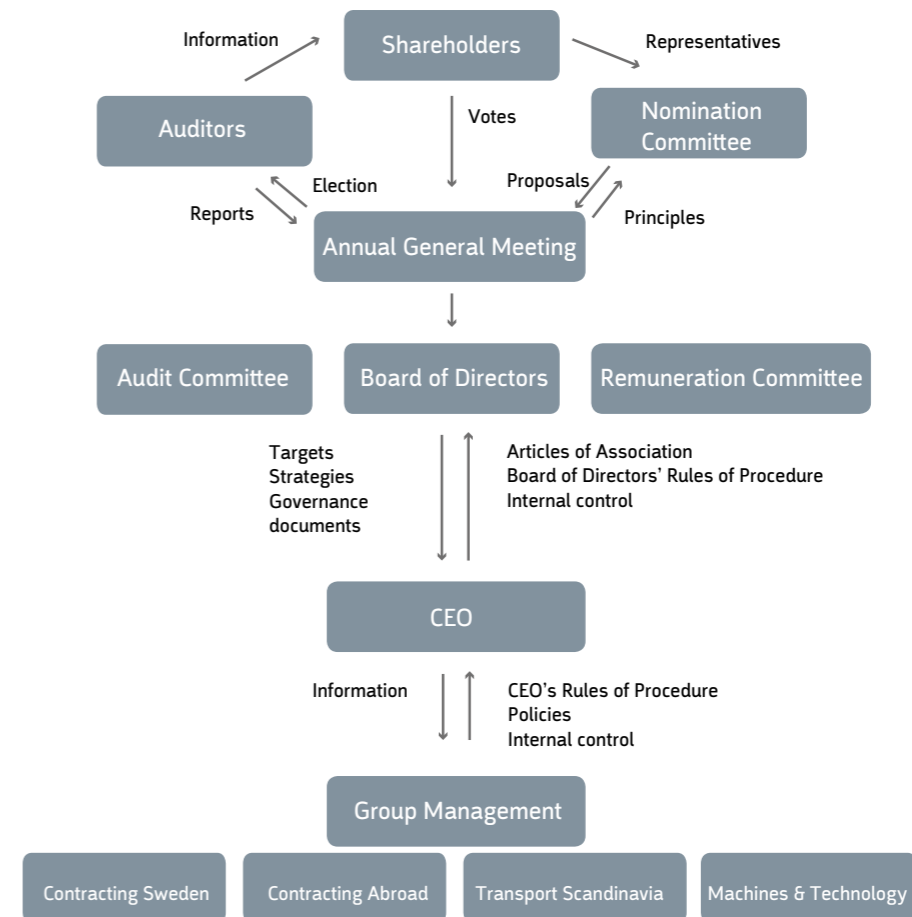 Information
Shareholders
Representatives
Auditors
Votes
Nomination
Committee
Election
Proposals
Reports
Principles
Annual General Meeting
Audit Committee
Board of Directors
Remuneration Committee
Targets
Strategies
Governance
documents
Articles of Association
Board of Directors’ Rules of Procedure
Internal control
CEO
Information
CEO’s Rules of Procedure
Policies
Internal control
Group Management
Contracting Sweden
Contracting Abroad
Transport Scandinavia
Machines & Technology